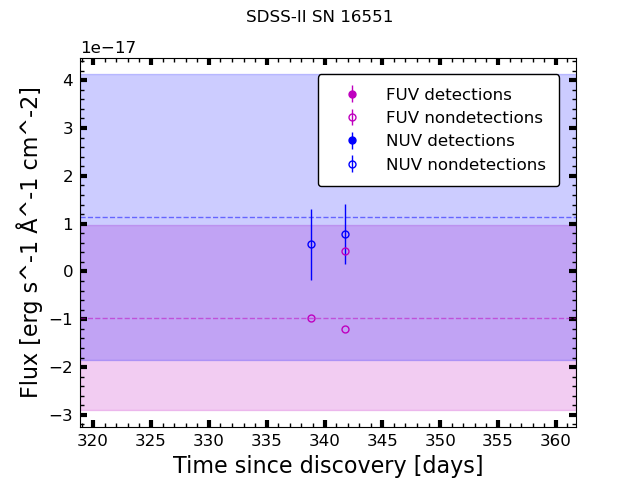 SDSS-II SN 16551
1e−17
FUV detections
FUV nondetections
NUV detections
NUV nondetections
4
3
2
1
0
−1
−2
−3
Flux [erg s^-1 Å^-1 cm^-2]
320 325 330 335 340 345 350 355 360
Time since discovery [days]